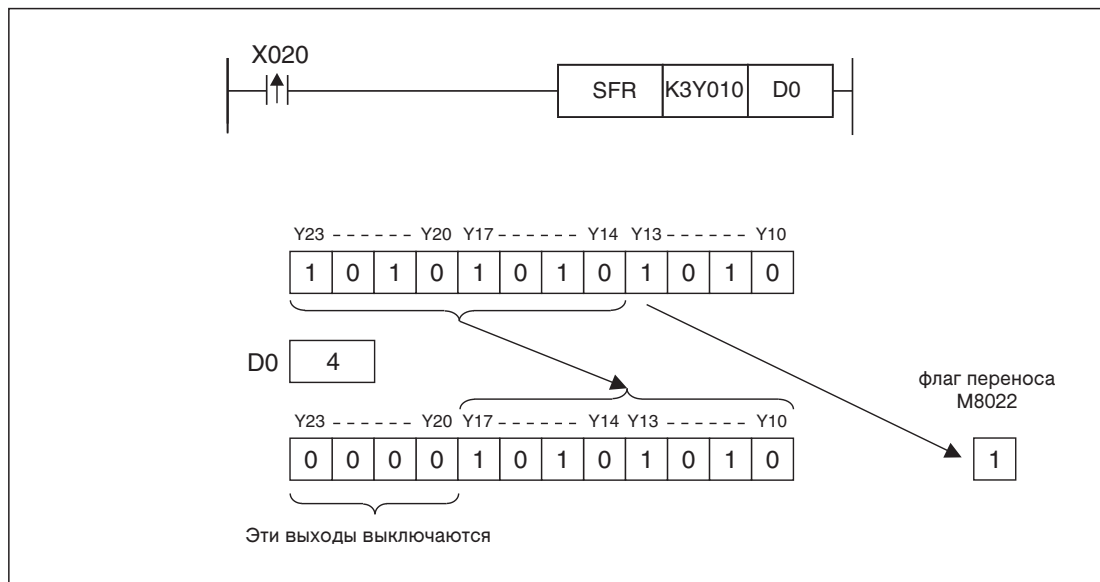 X020
SFR K3Y010 D0
Y23 - - - - - - Y20 Y17 - - - - - - Y14 Y13 - - - - - - Y10
1 0 1 0 1 0 1 0 1 0 1 0
D0 4
флаг переноса
M8022
Y23 - - - - - - Y20 Y17 - - - - - - Y14 Y13 - - - - - - Y10
0 0 0 0 1 0 1 0 1 0 1 0
1
Эти выходы выключаются